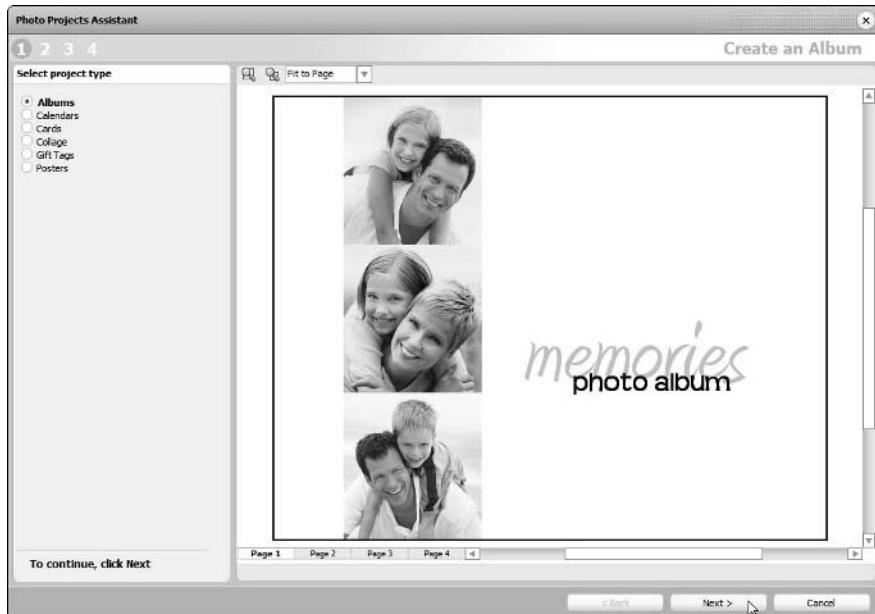 Photo Projects Assistant
1 2 3 4
Create an Album
Select project type
Fit to Page
Albums
Calendars
Cards
Collage
Gift Tags
Posters
memories
photo album
To continue, click Next
Page 1 Page 2 Page 3 Page 4
< Back Next > Cancel